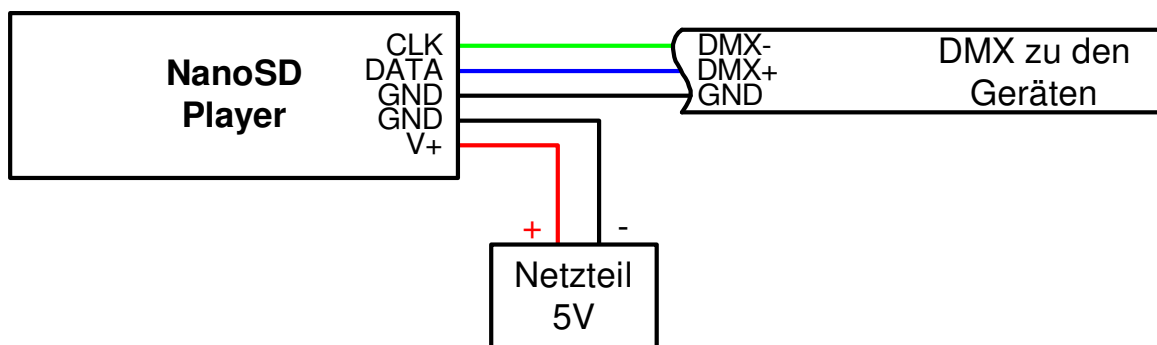 NanoSD
Player
CLK
DATA
GND
GND
V+
DMX-
DMX+
GND
DMX zu den
Geräten
+
-
Netzteil
5V